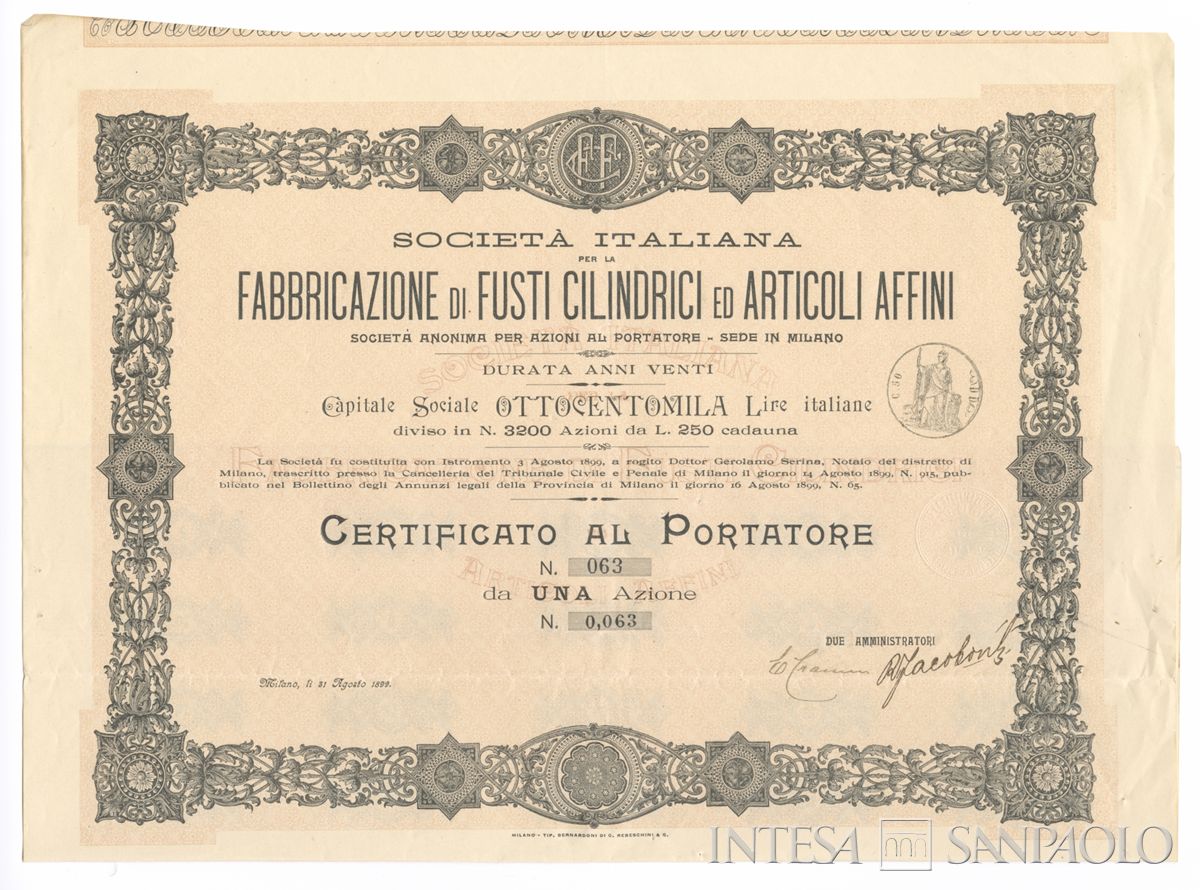 SOCIETÀ ITALIANA
PER LA
FABBRICAZIONE DI FUSTI CILINDRICI ED ARTICOLI AFFINI
SOCIETÀ ANONIMA PER AZIONI AL PORTATORE - SEDE IN MILANO
DURATA ANNI VENTI
Capitale Sociale OTTOCENTOMILA Lire italiane
diviso in N. 3200 Azioni da L. 250 cadauna
La Società fu costituita con Istromento 3 Agosto 1899, a rogito Dottor Gerolamo Serina, Notaio del distretto di
Milano, trascritto presso la Cancelleria del Tribunale Civile e Penale di Milano il giorno 14 Agosto 1899, N. 915, pub-
blicato nel Bollettino degli Annunzi legali della Provincia di Milano il giorno 16 Agosto 1899, N. 65.
CERTIFICATO AL PORTATORE
N. 063
da UNA Azione
N. 0,063
DUE AMMINISTRATORI
Milano, li 31 Agosto 1899.
MILANO - TIP. BERNARDONI DI C. REBESCHINI & C.
INTESA SANPAOLO